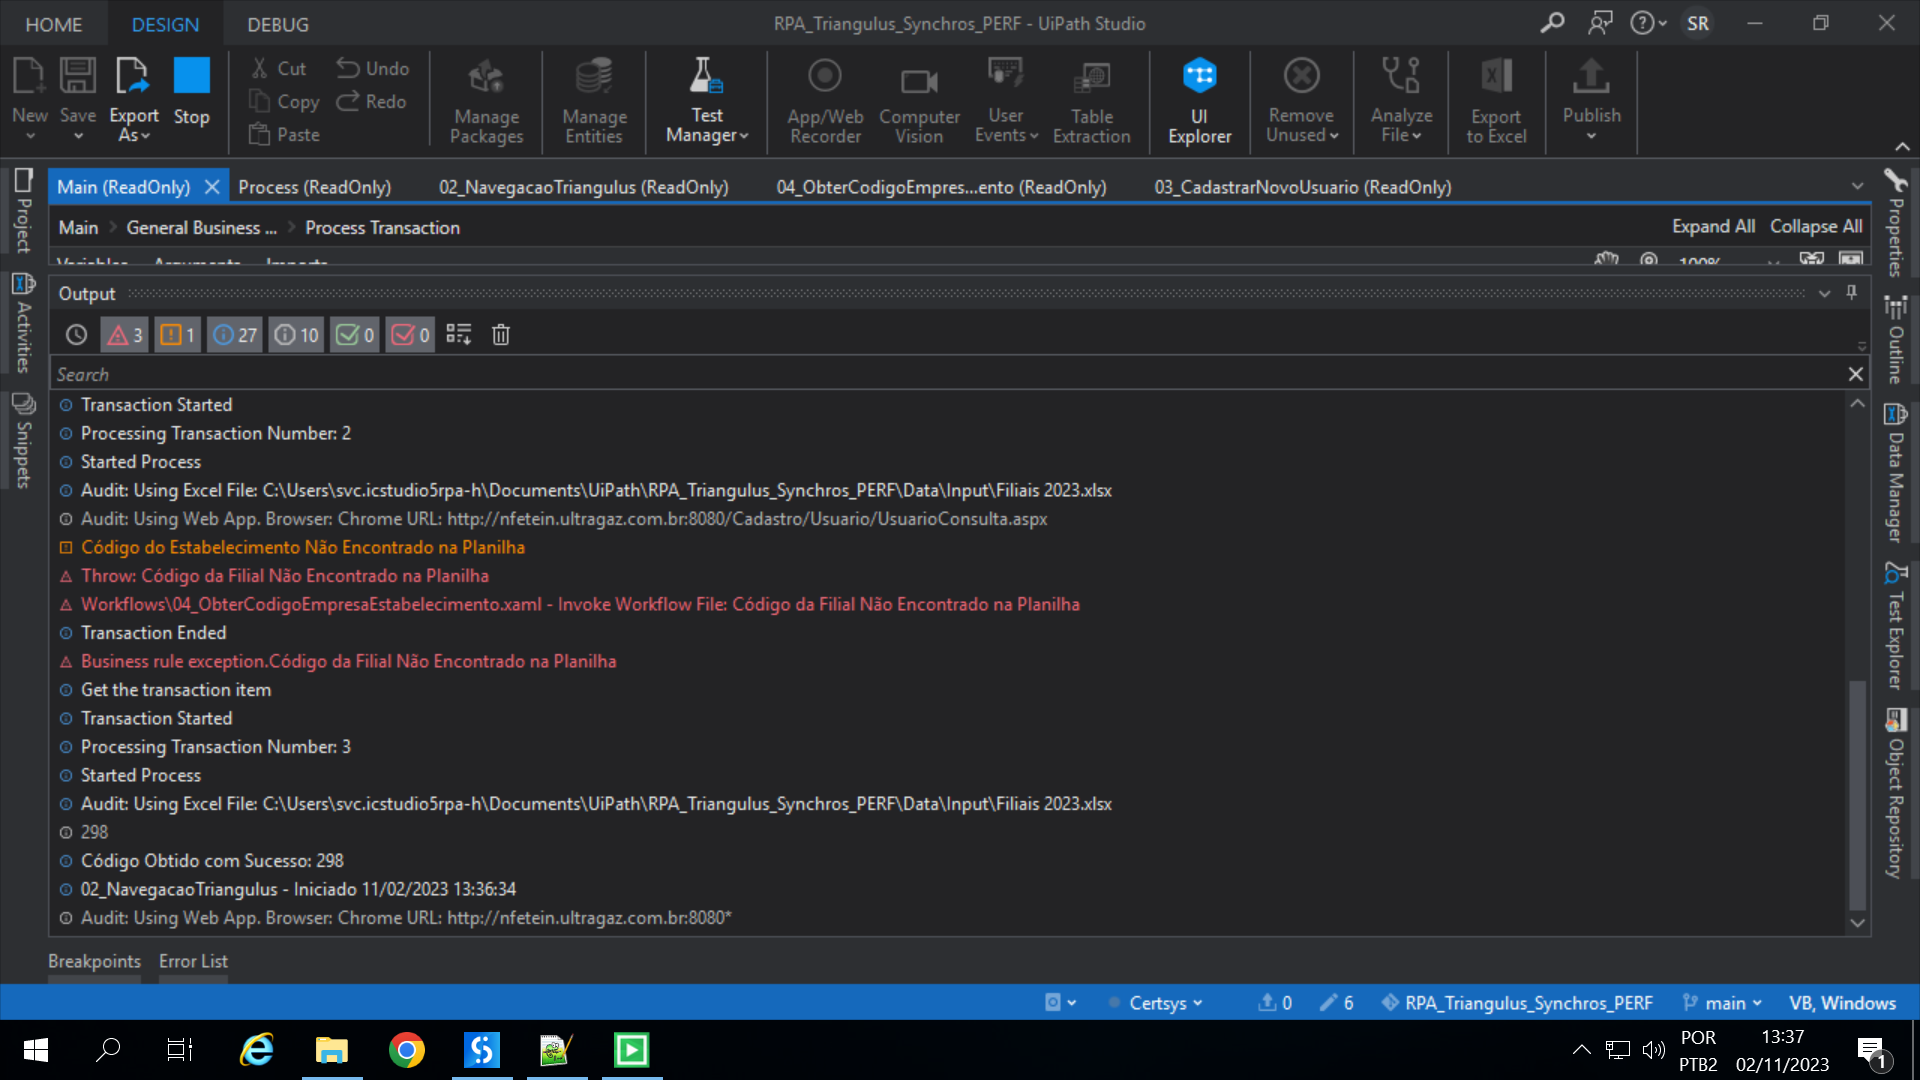 HOME
DESIGN
DEBUG
RPA_Triangulus_Synchros_PERF - UiPath Studio
SR
New
Save
Export As
Stop
Cut
Copy
Paste
Undo
Redo
Manage Packages
Manage Entities
Test Manager
App/Web Recorder
Computer Vision
User Events
Table Extraction
UI Explorer
Remove Unused
Analyze File
Export to Excel
Publish
Main (ReadOnly)
Process (ReadOnly)
02_NavegacaoTriangulus (ReadOnly)
04_ObterCodigoEmpres...ento (ReadOnly)
03_CadastrarNovoUsuario (ReadOnly)
Main
General Business ...
Process Transaction
Expand All
Collapse All
Variables
Arguments
Imports
100%
Output
3
1
27
10
0
0
Search
Transaction Started
Processing Transaction Number: 2
Started Process
Audit: Using Excel File: C:\Users\svc.icstudio5rpa-h\Documents\UiPath\RPA_Triangulus_Synchros_PERF\Data\Input\Filiais 2023.xlsx
Audit: Using Web App. Browser: Chrome URL: http://nfetein.ultragaz.com.br:8080/Cadastro/Usuario/UsuarioConsulta.aspx
Código do Estabelecimento Não Encontrado na Planilha
Throw: Código da Filial Não Encontrado na Planilha
Workflows\04_ObterCodigoEmpresaEstabelecimento.xaml - Invoke Workflow File: Código da Filial Não Encontrado na Planilha
Transaction Ended
Business rule exception.Código da Filial Não Encontrado na Planilha
Get the transaction item
Transaction Started
Processing Transaction Number: 3
Started Process
Audit: Using Excel File: C:\Users\svc.icstudio5rpa-h\Documents\UiPath\RPA_Triangulus_Synchros_PERF\Data\Input\Filiais 2023.xlsx
298
Código Obtido com Sucesso: 298
02_NavegacaoTriangulus - Iniciado 11/02/2023 13:36:34
Audit: Using Web App. Browser: Chrome URL: http://nfetein.ultragaz.com.br:8080*
Project
Activities
Snippets
Properties
Outline
Data Manager
Test Explorer
Object Repository
Breakpoints
Error List
Certsys
0
6
RPA_Triangulus_Synchros_PERF
main
VB, Windows
POR
PTB2
13:37
02/11/2023
1